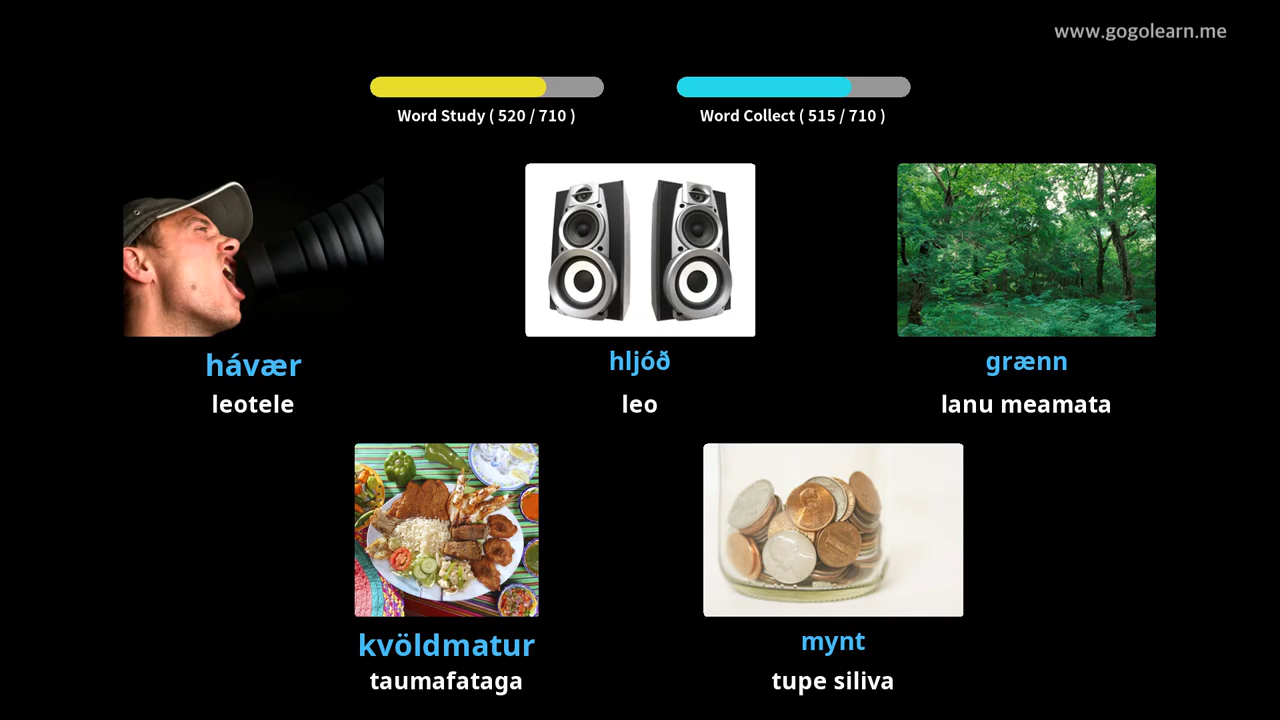 www.gogolearn.me
Word Study ( 520 / 710 )
Word Collect ( 515 / 710 )
hávær
leotele
hljóð
leo
grænn
lanu meamata
kvöldmatur
taumafataga
mynt
tupe siliva